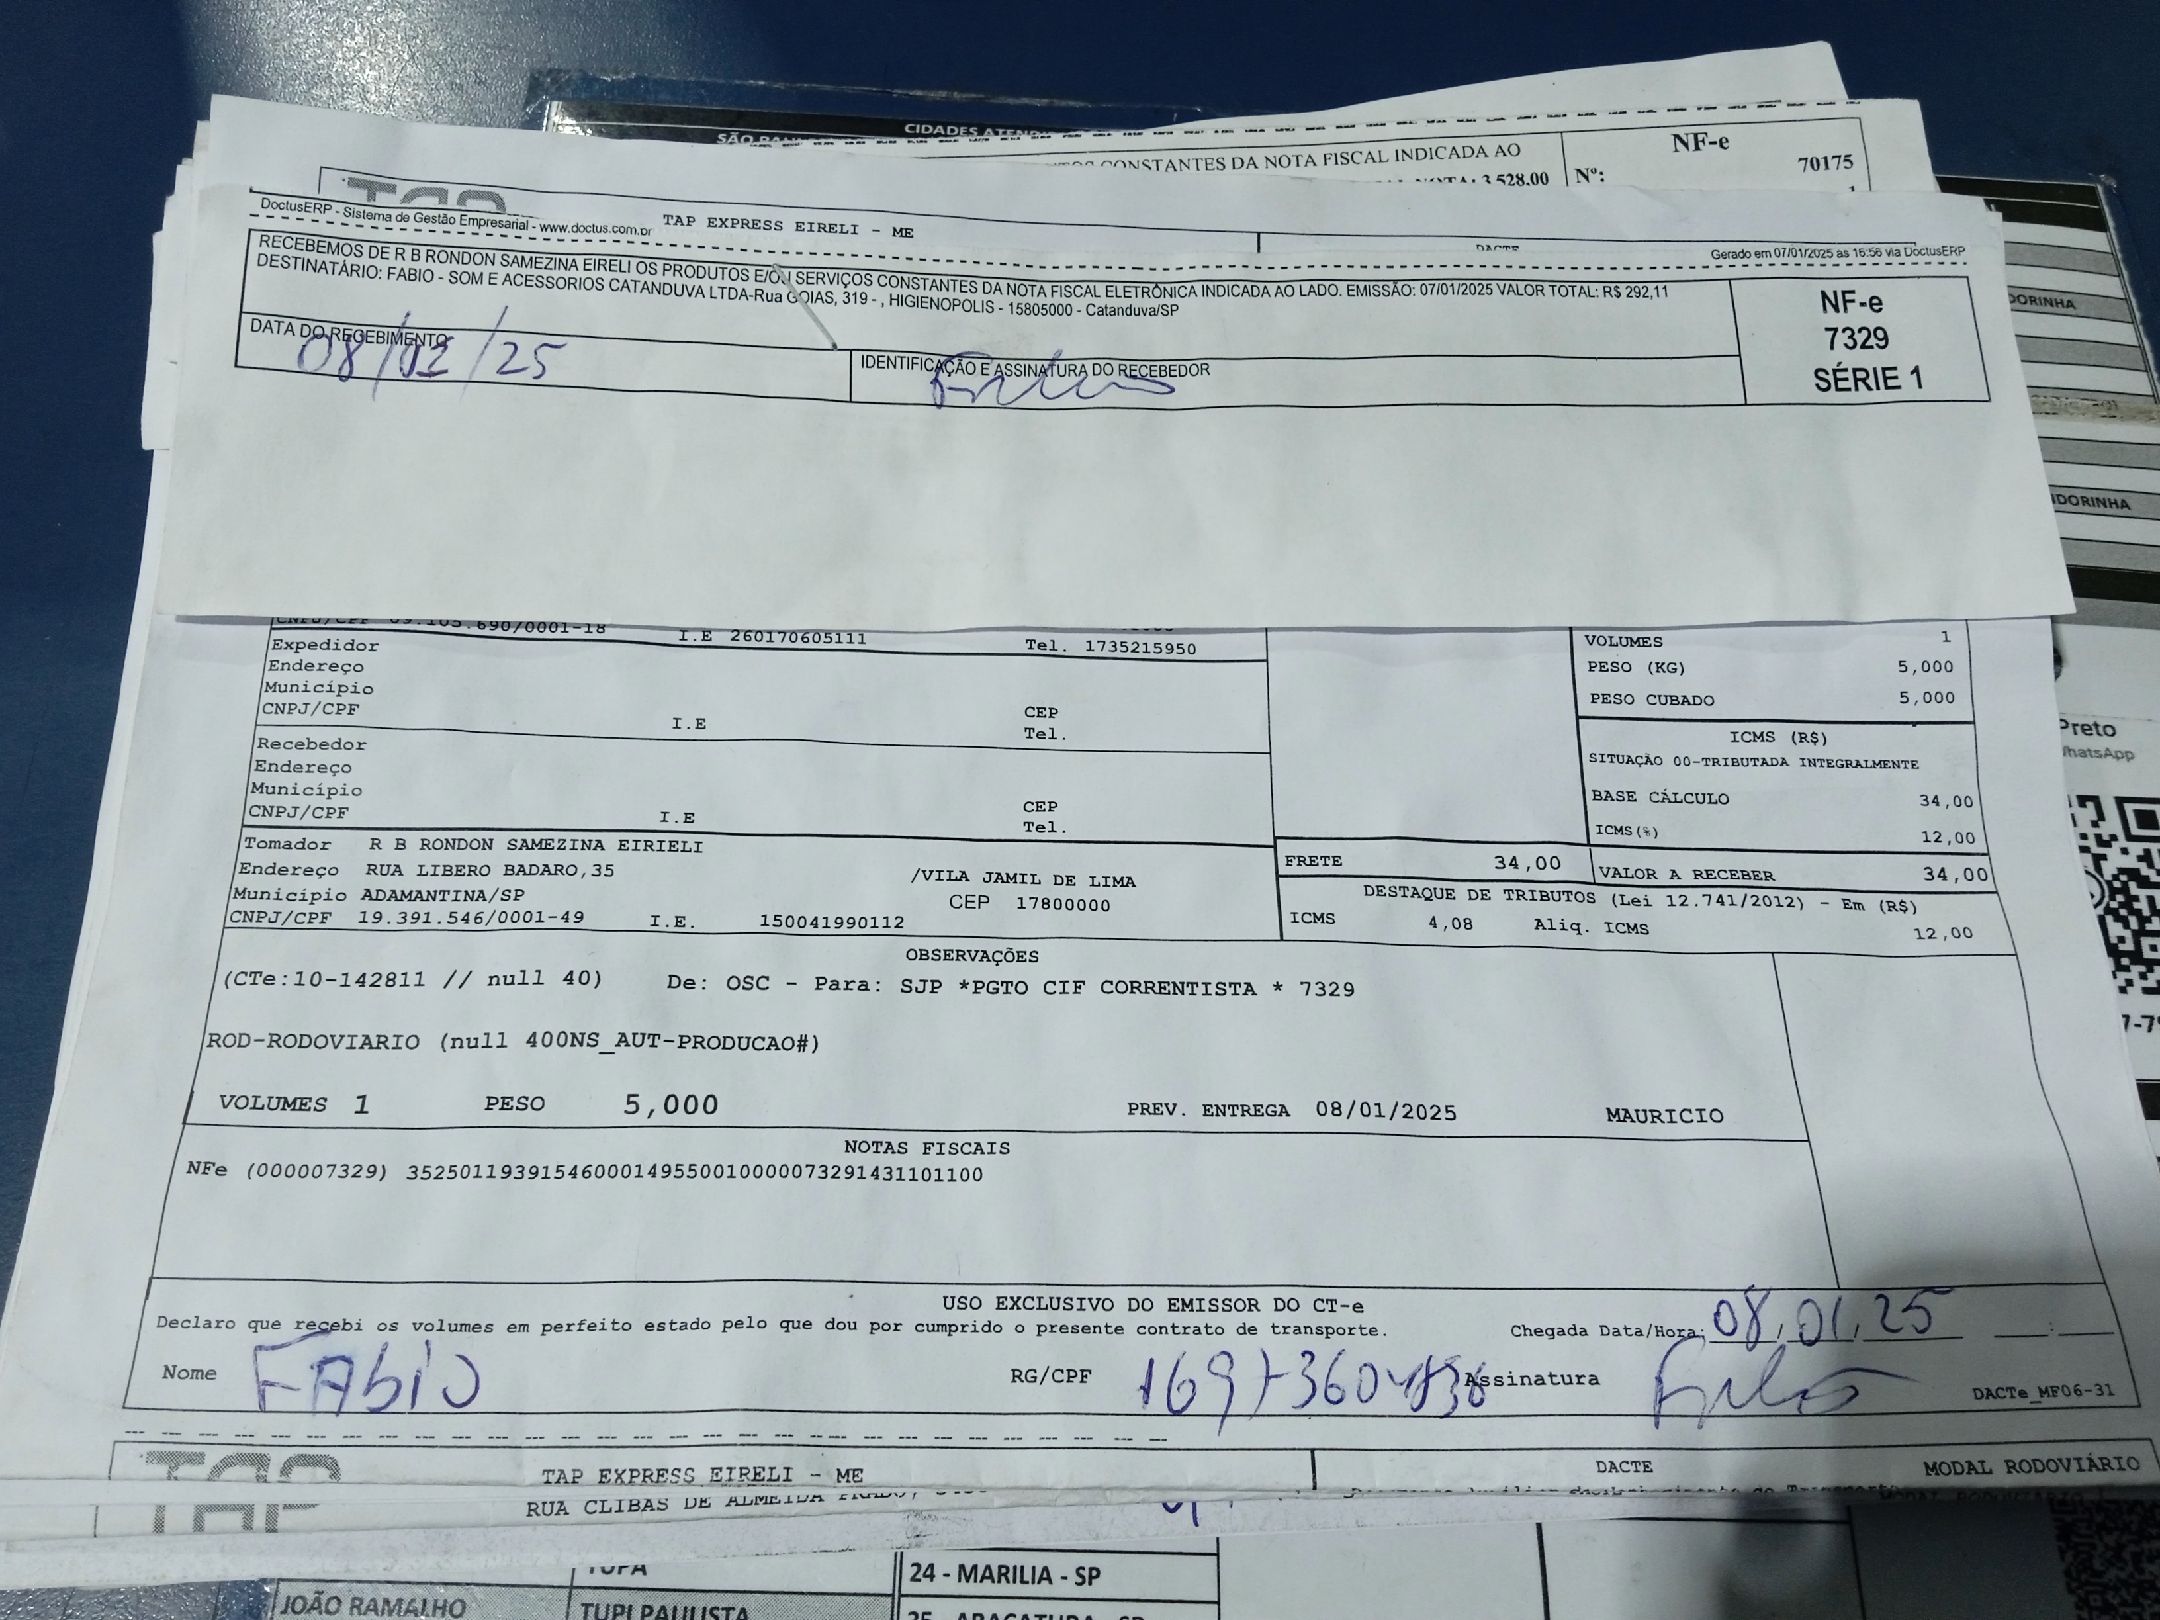 CIDADES
CONSTANTES DA NOTA FISCAL INDICADA AO
NF-e
3.528,00
Nº:
70175
DoctusERP - Sistema de Gestão Empresarial - www.doctus.com.br
TAP EXPRESS EIRELI - ME
DACTE
Gerado em 07/01/2025 as 16:56 via DoctusERP
RECEBEMOS DE R B RONDON SAMEZINA EIRELI OS PRODUTOS E/OU SERVIÇOS CONSTANTES DA NOTA FISCAL ELETRÔNICA INDICADA AO LADO. EMISSÃO: 07/01/2025 VALOR TOTAL: R$ 292,11
DESTINATÁRIO: FABIO - SOM E ACESSORIOS CATANDUVA LTDA-Rua GOIAS, 319 - , HIGIENOPOLIS - 15805000 - Catanduva/SP
NF-e
7329
SÉRIE 1
DATA DO RECEBIMENTO
08/01/25
IDENTIFICAÇÃO E ASSINATURA DO RECEBEDOR
CNPJ/CPF 09.105.690/0001-18 I.E 260170605111 Tel. 1735215950
Expedidor
Endereço
Município
CNPJ/CPF I.E CEP
Tel.
Recebedor
Endereço
Município
CNPJ/CPF I.E CEP
Tel.
VOLUMES 1
PESO (KG) 5,000
PESO CUBADO 5,000
ICMS (R$)
SITUAÇÃO 00-TRIBUTADA INTEGRALMENTE
BASE CÁLCULO 34,00
ICMS(%) 12,00
Tomador R B RONDON SAMEZINA EIRIELI
Endereço RUA LIBERO BADARO,35 /VILA JAMIL DE LIMA
Município ADAMANTINA/SP CEP 17800000
CNPJ/CPF 19.391.546/0001-49 I.E. 150041990112
FRETE 34,00 VALOR A RECEBER 34,00
DESTAQUE DE TRIBUTOS (Lei 12.741/2012) - Em (R$)
ICMS 4,08 Aliq. ICMS 12,00
OBSERVAÇÕES
(CTe:10-142811 // null 40) De: OSC - Para: SJP *PGTO CIF CORRENTISTA * 7329
ROD-RODOVIARIO (null 400NS_AUT-PRODUCAO#)
VOLUMES 1 PESO 5,000 PREV. ENTREGA 08/01/2025 MAURICIO
NOTAS FISCAIS
NFe (000007329) 35250119391546000149550010000073291431101100
USO EXCLUSIVO DO EMISSOR DO CT-e
Declaro que recebi os volumes em perfeito estado pelo que dou por cumprido o presente contrato de transporte. Chegada Data/Hora: 08,01,25
Nome FAbiO RG/CPF Assinatura
DACTe_MF06-31
TAP EXPRESS EIRELI - ME
DACTE
MODAL RODOVIÁRIO
RUA CLIBAS DE ALMEIDA
TUPA
24 - MARILIA - SP
JOÃO RAMALHO
TUPI PAULISTA
Preto
WhatsApp